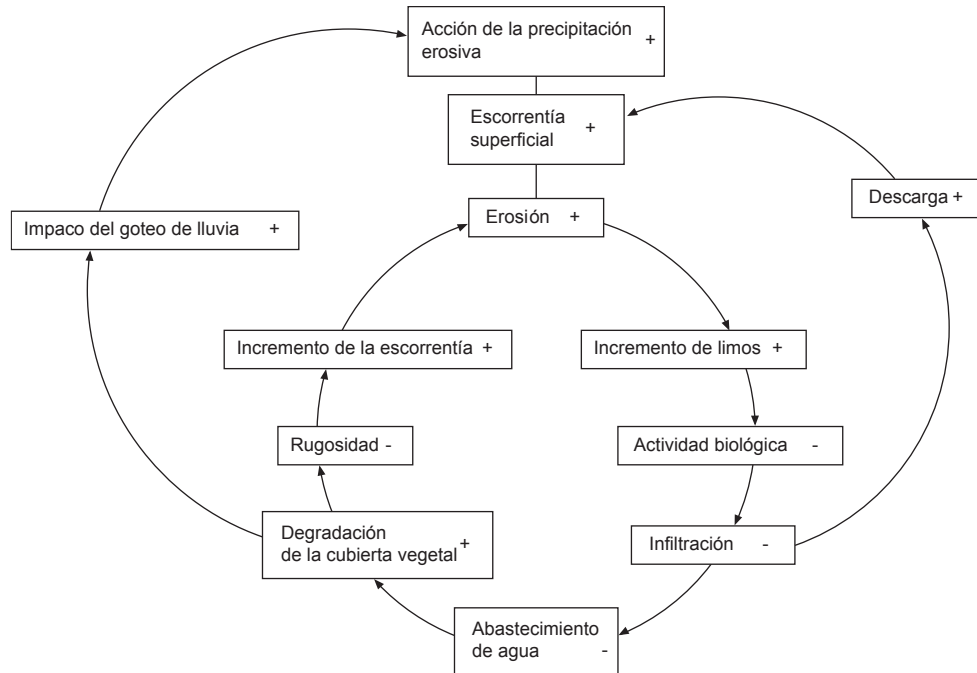 Acción de la precipitación +
erosiva
Escorrentía +
superficial
Descarga +
Erosión +
Impaco del goteo de lluvia +
Incremento de la escorrentía +
Incremento de limos +
Rugosidad -
Actividad biológica -
Degradación
de la cubierta vegetal +
Infiltración -
Abastecimiento
de agua -